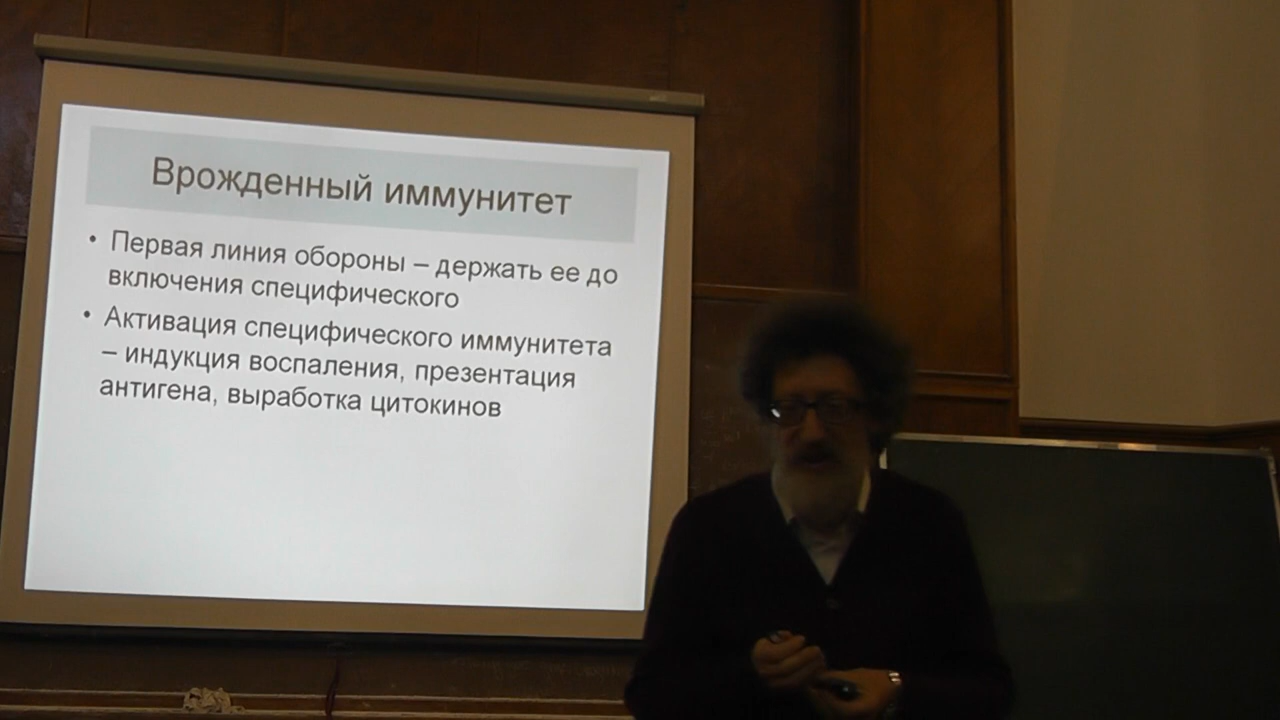 Врожденный иммунитет
• Первая линия обороны – держать ее до
включения специфического
• Активация специфического иммунитета
– индукция воспаления, презентация
антигена, выработка цитокинов